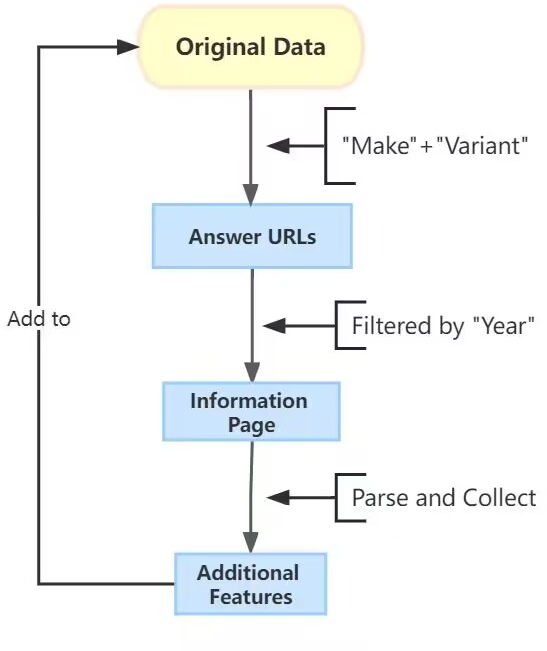 Original Data
"Make"+"Variant"
Answer URLs
Add to
Filtered by "Year"
Information
Page
Parse and Collect
Additional
Features